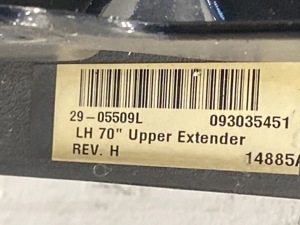 29-05509L 093035451
LH 70" Upper Extender
REV. H 14885A